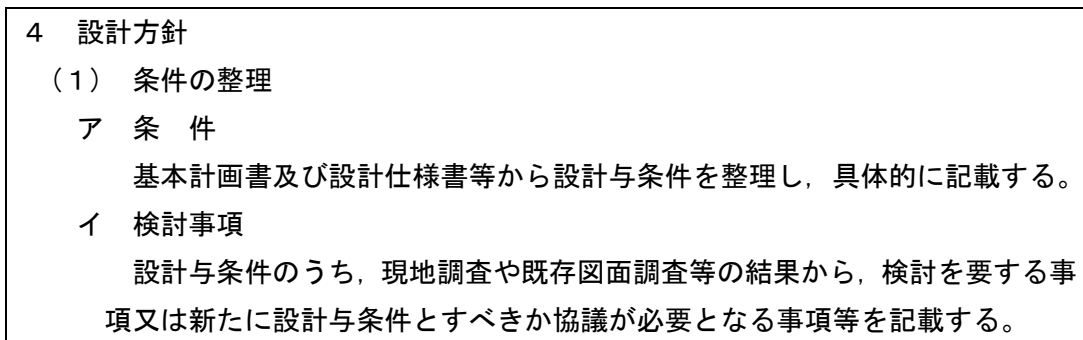 ４　設計方針
（１）　条件の整理
ア　条　件
基本計画書及び設計仕様書等から設計与条件を整理し，具体的に記載する。
イ　検討事項
設計与条件のうち，現地調査や既存図面調査等の結果から，検討を要する事
項又は新たに設計与条件とすべきか協議が必要となる事項等を記載する。